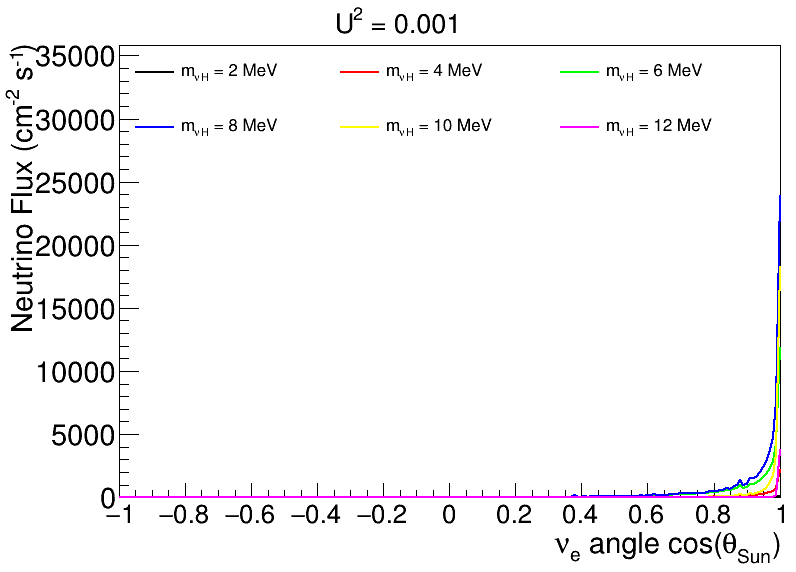 U² = 0.001
Neutrino Flux (cm⁻² s⁻¹)
35000
30000
25000
20000
15000
10000
5000
0
m_νH = 2 MeV m_νH = 4 MeV m_νH = 6 MeV
m_νH = 8 MeV m_νH = 10 MeV m_νH = 12 MeV
−1 −0.8 −0.6 −0.4 −0.2 0 0.2 0.4 0.6 0.8 1
ν_e angle cos(θ_Sun)